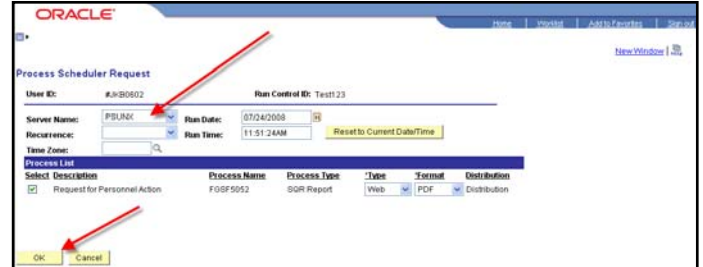 ORACLE
Home | Worklist | Add to Favorites | Sign out
New Window
Process Scheduler Request
User ID: #JKB0602 Run Control ID: Test123
Server Name: PSUNX Run Date: 07/24/2008
Recurrence: Run Time: 11:51:24AM Reset to Current Date/Time
Time Zone:
Process List
Select Description Process Name Process Type *Type *Format Distribution
Request for Personnel Action FGSF5052 SQR Report Web PDF Distribution
OK Cancel